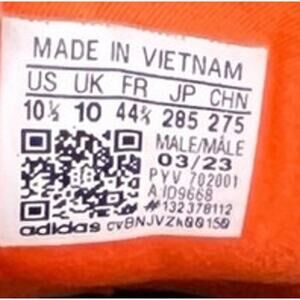 MADE IN VIETNAM
US UK FR JP CHN
10½ 10 44⅔ 285 275
MALE/MÂLE
03/23
PYV 702001
A:ID9668
#132378112
adidas